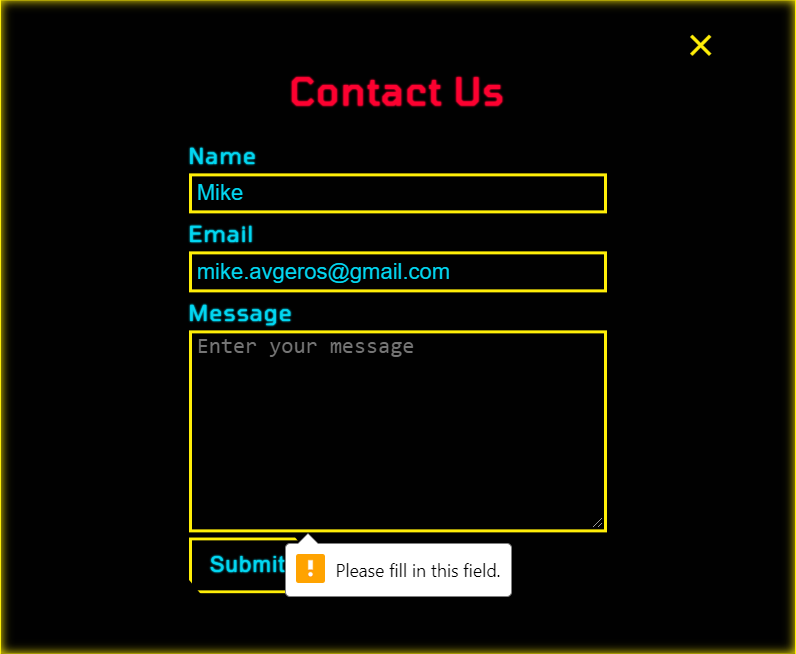 Contact Us
Name
Mike
Email
mike.avgeros@gmail.com
Message
Enter your message
Submit
Please fill in this field.